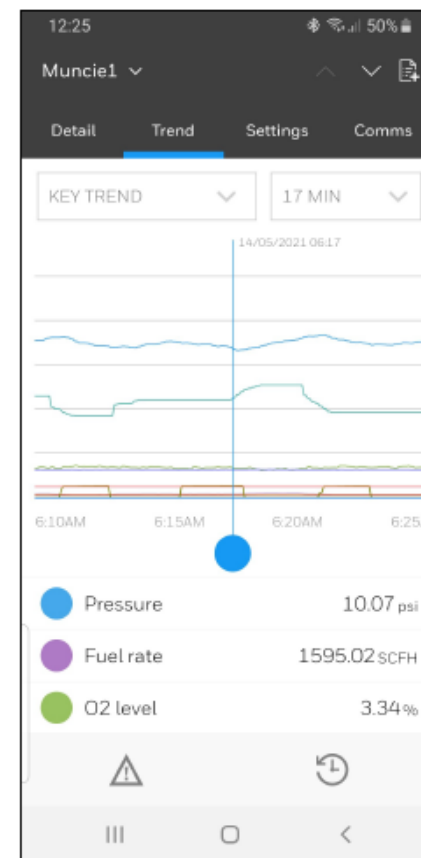 12:25 50%
Muncie1
Detail Trend Settings Comms
KEY TREND 17 MIN
14/05/2021 06:17
6:10AM 6:15AM 6:20AM 6:25
Pressure 10.07 psi
Fuel rate 1595.02 SCFH
O2 level 3.34 %